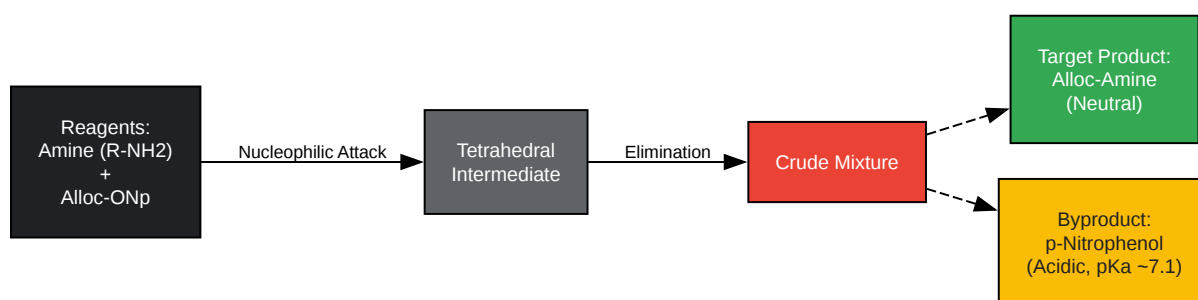 Reagents:
Amine (R-NH2)
+
Alloc-ONp
Nucleophilic Attack
Tetrahedral
Intermediate
Elimination
Crude Mixture
Target Product:
Alloc-Amine
(Neutral)
Byproduct:
p-Nitrophenol
(Acidic, pKa ~7.1)